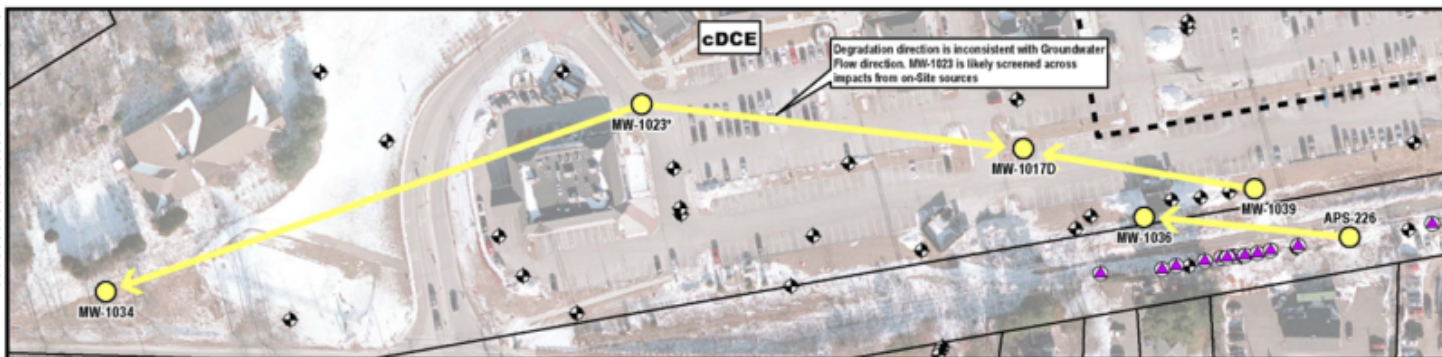 cDCE
Degradation direction is inconsistent with Groundwater
Flow direction. MW-1023 is likely screened across
impacts from on-Site sources
MW-1023*
MW-1017D
MW-1039
APS-226
MW-1036
MW-1034